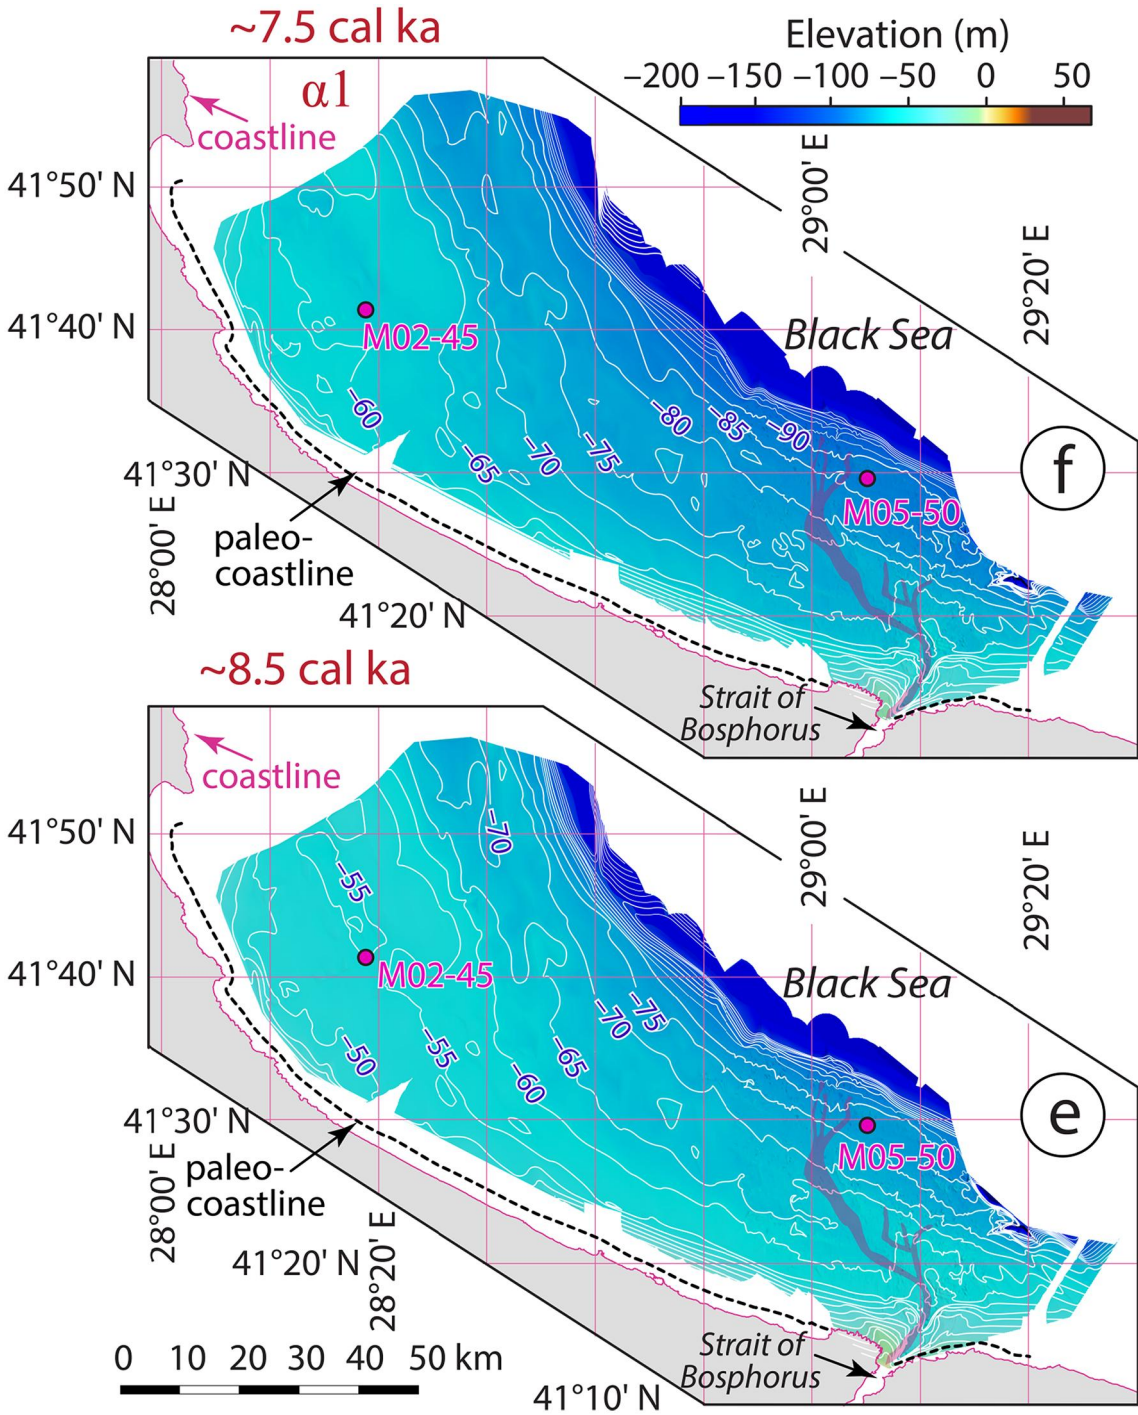 ~7.5 cal ka
α1
Elevation (m)
−200 −150 −100 −50 0 50
coastline
29°00' E
29°20' E
41°50' N
41°40' N
M02-45
Black Sea
−60
−65
−70
−75
−80
−85
−90
f
41°30' N
28°00' E
M05-50
paleo-
coastline
41°20' N
Strait of
Bosphorus
~8.5 cal ka
coastline
29°00' E
29°20' E
41°50' N
−70
−55
41°40' N
M02-45
Black Sea
−50
−55
−60
−65
−70
−75
e
41°30' N
28°00' E
M05-50
paleo-
coastline
41°20' N
28°20' E
Strait of
Bosphorus
0 10 20 30 40 50 km
41°10' N